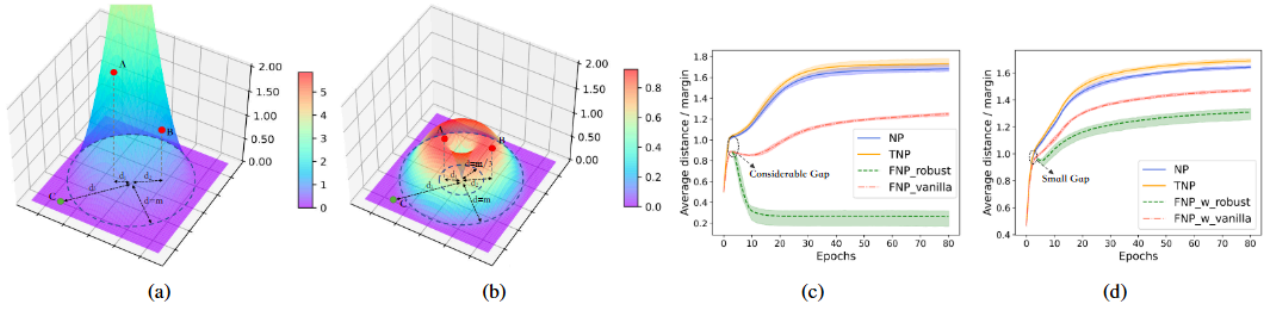 2.00
1.50
1.00
0.50
0.00
5
4
3
2
1
0
A
B
C
d=m
2.00
1.50
1.00
0.50
0.00
0.8
0.6
0.4
0.2
0.0
A
B
C
d=m/3
d=m
Average distance / margin
1.8
1.6
1.4
1.2
1.0
0.8
0.6
0.4
0.2
Considerable Gap
NP
TNP
FNP_robust
FNP_vanilla
0 10 20 30 40 50 60 70 80
Epochs
Average distance / margin
1.6
1.4
1.2
1.0
0.8
0.6
0.4
Small Gap
NP
TNP
FNP_w_robust
FNP_w_vanilla
0 10 20 30 40 50 60 70 80
Epochs
(a) (b) (c) (d)